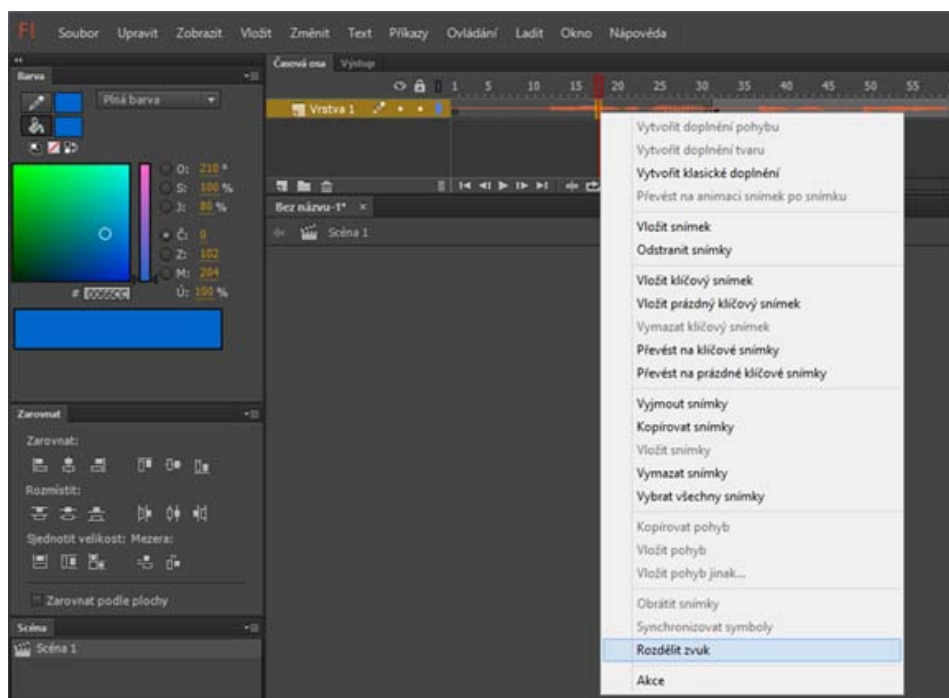 Fl Soubor Upravit Zobrazit Vložit Změnit Text Příkazy Ovládání Ladit Okno Nápověda
Barva
Plná barva
O: 210 °
S: 100 %
J: 80 %
Č: 0
Z: 102
M: 204
# 0066CC Ú: 100 %
Zarovnat
Zarovnat:
Rozmístit:
Sjednotit velikost: Mezera:
Zarovnat podle plochy
Scéna
Scéna 1
Časová osa Výstup
1 5 10 15 20 25 30 35 40 45 50 55
Vrstva 1
Bez názvu-1* ×
Scéna 1
Vytvořit doplnění pohybu
Vytvořit doplnění tvaru
Vytvořit klasické doplnění
Převést na animaci snímek po snímku
Vložit snímek
Odstranit snímky
Vložit klíčový snímek
Vložit prázdný klíčový snímek
Vymazat klíčový snímek
Převést na klíčové snímky
Převést na prázdné klíčové snímky
Vyjmout snímky
Kopírovat snímky
Vložit snímky
Vymazat snímky
Vybrat všechny snímky
Kopírovat pohyb
Vložit pohyb
Vložit pohyb jinak...
Obrátit snímky
Synchronizovat symboly
Rozdělit zvuk
Akce